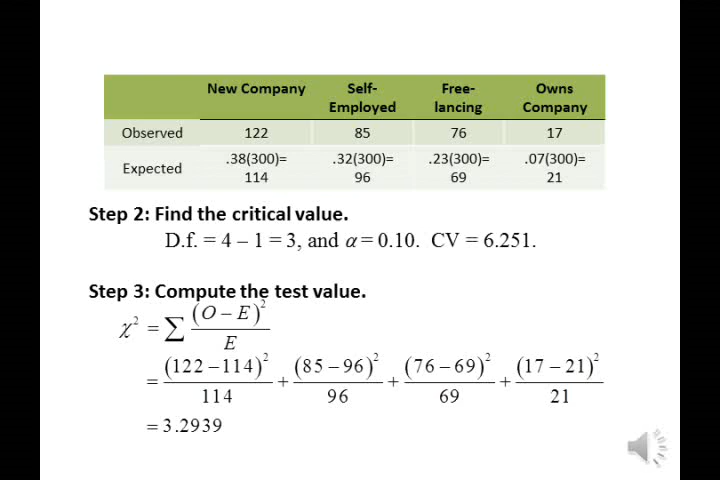 New Company Self-Employed Free-lancing Owns Company
Observed 122 85 76 17
Expected .38(300)= 114 .32(300)= 96 .23(300)= 69 .07(300)= 21
Step 2: Find the critical value.
D.f. = 4 – 1 = 3, and α = 0.10. CV = 6.251.
Step 3: Compute the test value.
χ² = ∑ (O – E)² / E
= (122 – 114)² / 114 + (85 – 96)² / 96 + (76 – 69)² / 69 + (17 – 21)² / 21
= 3.2939